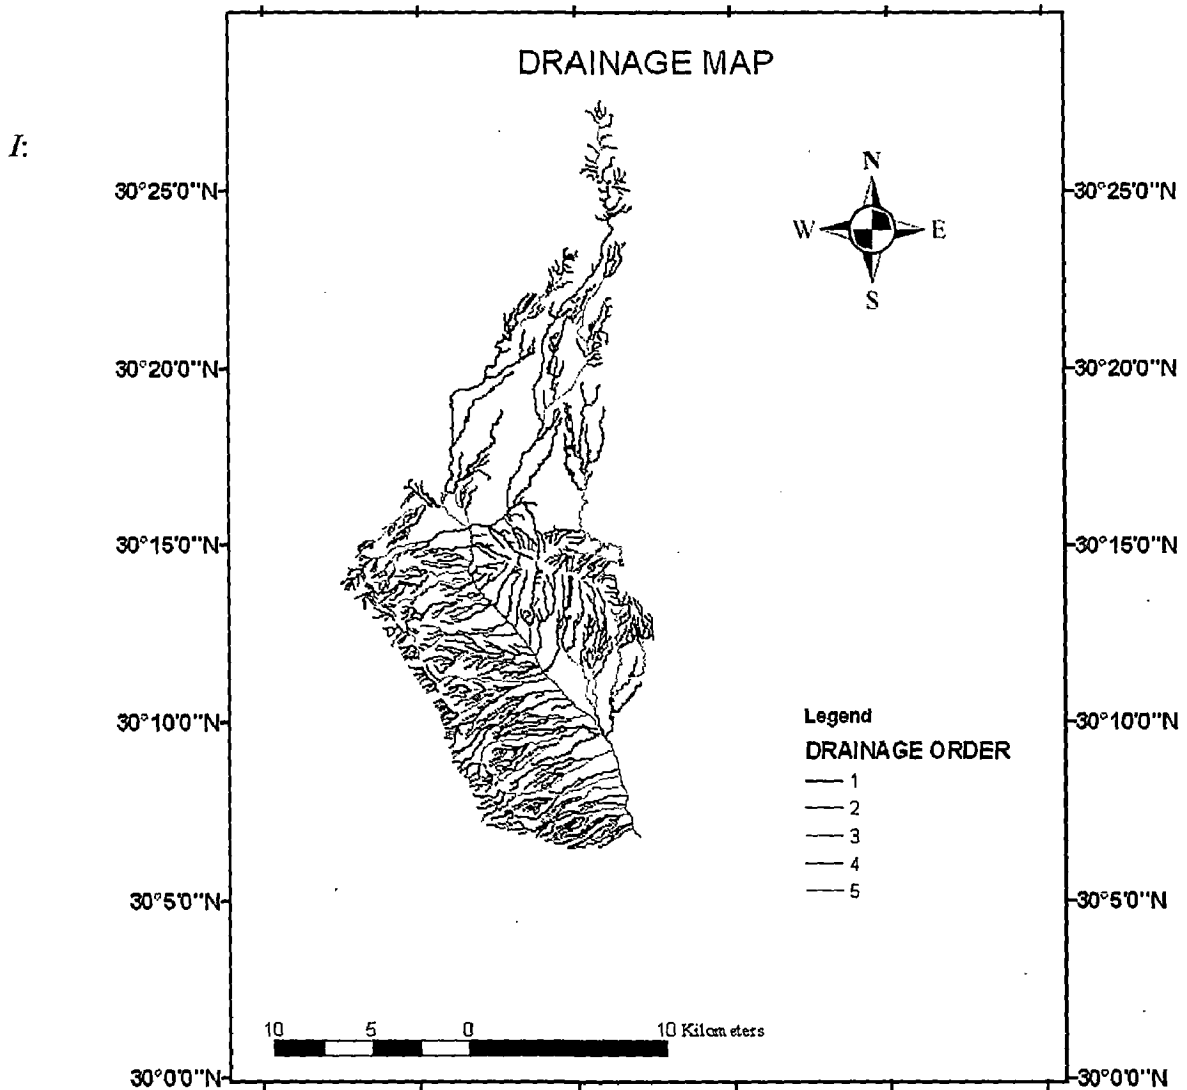 DRAINAGE MAP
I:
N
W E
S
30°25'0"N 30°25'0"N
30°20'0"N 30°20'0"N
30°15'0"N 30°15'0"N
30°10'0"N 30°10'0"N
Legend
DRAINAGE ORDER
1
2
3
4
5
30°5'0"N 30°5'0"N
10 5 0 10 Kilometers
30°0'0"N 30°0'0"N